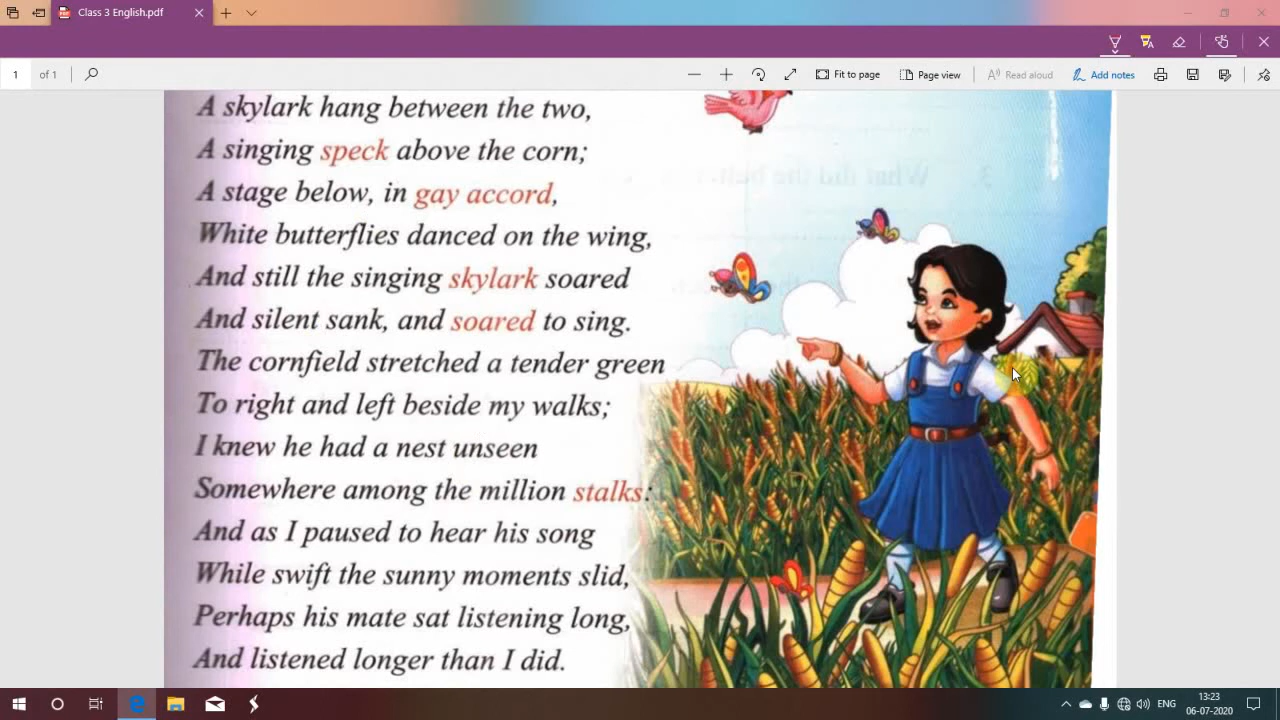 Class 3 English.pdf
1 of 1
Fit to page
Page view
Read aloud
Add notes
A skylark hang between the two,
A singing speck above the corn;
A stage below, in gay accord,
White butterflies danced on the wing,
And still the singing skylark soared
And silent sank, and soared to sing.
The cornfield stretched a tender green
To right and left beside my walks;
I knew he had a nest unseen
Somewhere among the million stalks:
And as I paused to hear his song
While swift the sunny moments slid,
Perhaps his mate sat listening long,
And listened longer than I did.
3. What did the
ENG
13:23
06-07-2020